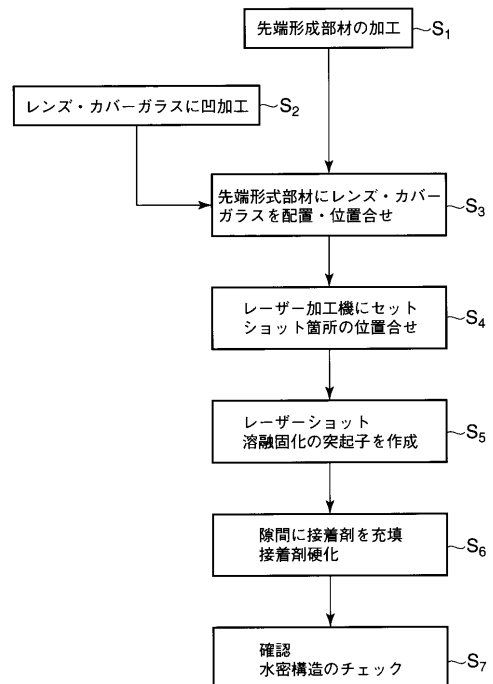 先端形成部材の加工
S1
レンズ・カバーガラスに凹加工
S2
先端形式部材にレンズ・カバー
ガラスを配置・位置合せ
S3
レーザー加工機にセット
ショット箇所の位置合せ
S4
レーザーショット
溶融固化の突起子を作成
S5
隙間に接着剤を充填
接着剤硬化
S6
確認
水密構造のチェック
S7